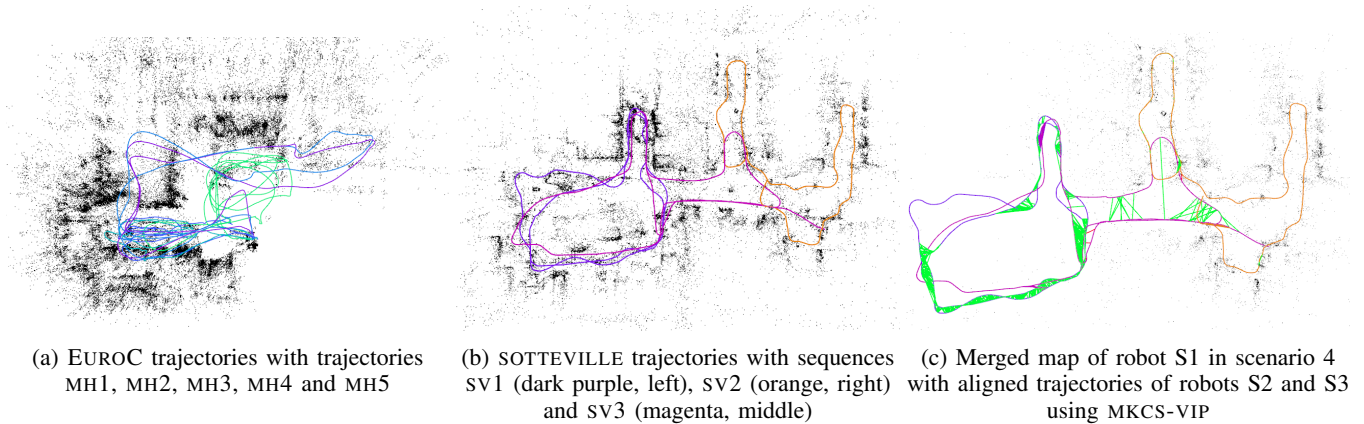 (a) EUROC trajectories with trajectories
MH1, MH2, MH3, MH4 and MH5
(b) SOTTEVILLE trajectories with sequences
SV1 (dark purple, left), SV2 (orange, right)
and SV3 (magenta, middle)
(c) Merged map of robot S1 in scenario 4
with aligned trajectories of robots S2 and S3
using MKCS-VIP